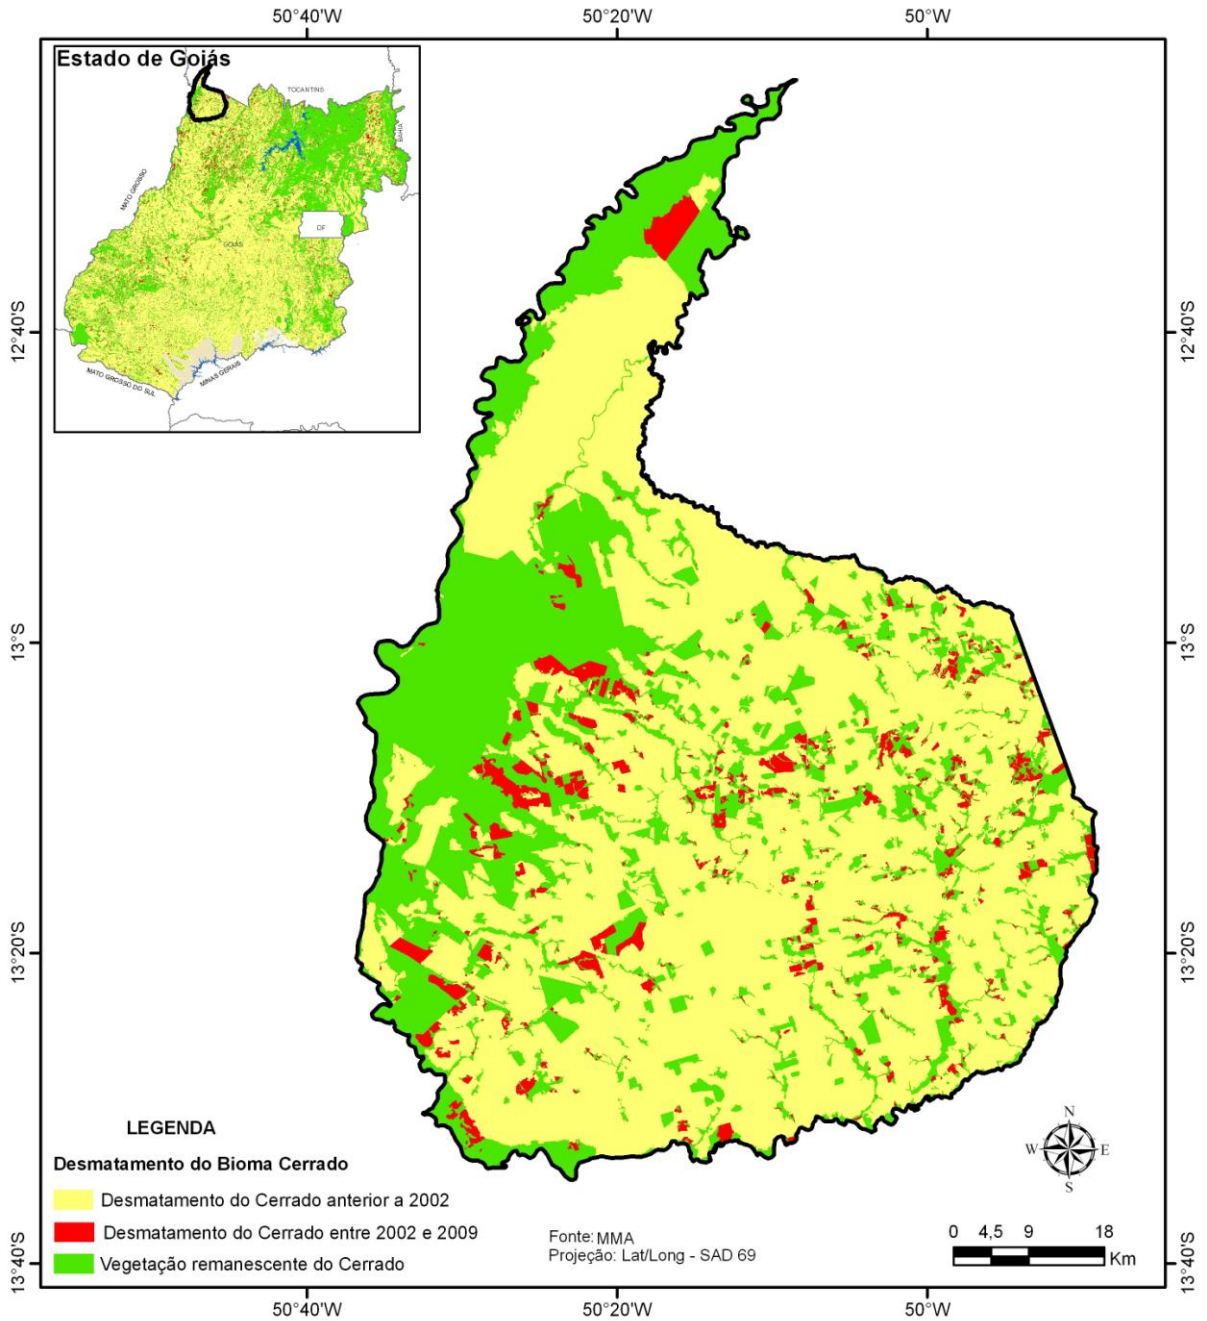 50°40'W 50°20'W 50°W
Estado de Goiás
TOCANTINS
BAHIA
MATO GROSSO
DF
GOIÁS
MATO GROSSO DO SUL
MINAS GERAIS
12°40'S 12°40'S
13°S 13°S
13°20'S 13°20'S
13°40'S 13°40'S
N
W E
S
LEGENDA
Desmatamento do Bioma Cerrado
Desmatamento do Cerrado anterior a 2002
Desmatamento do Cerrado entre 2002 e 2009
Vegetação remanescente do Cerrado
Fonte: MMA
Projeção: Lat/Long - SAD 69
0 4,5 9 18
Km
50°40'W 50°20'W 50°W